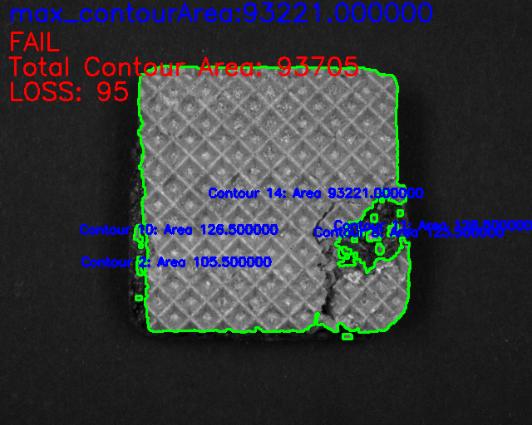 max_contourArea:93221.000000
FAIL
Total Contour Area: 93705
LOSS: 95
Contour 14: Area 93221.000000
Contour 10: Area 126.500000
Contour 2: Area 105.500000